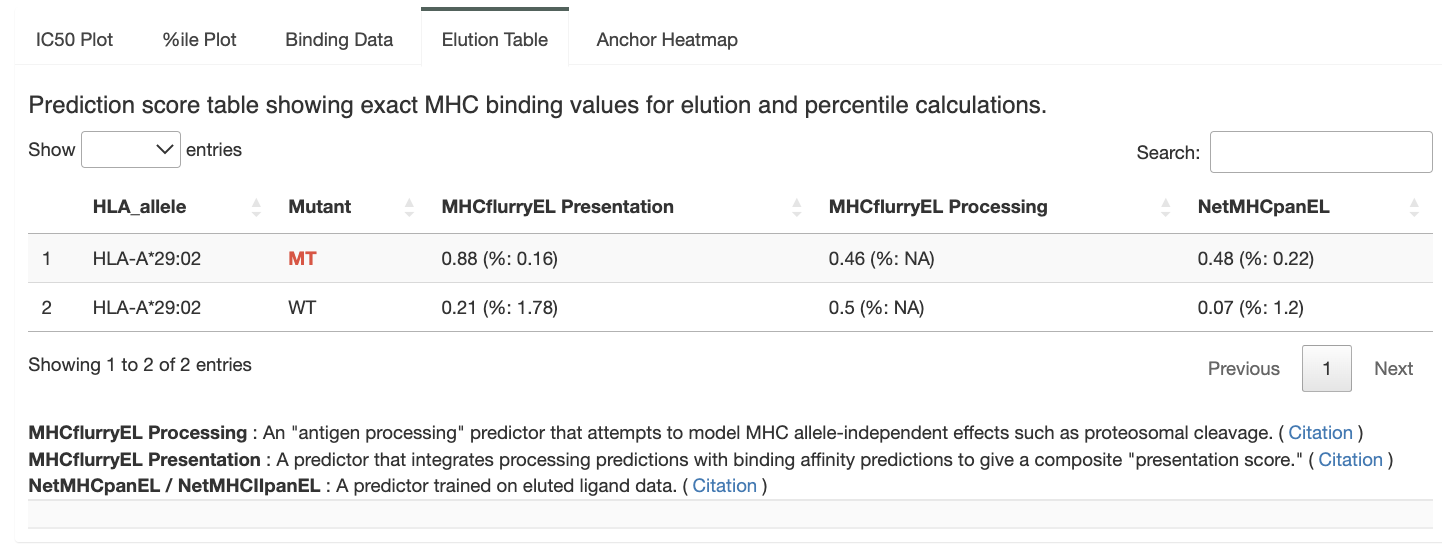 IC50 Plot %ile Plot Binding Data Elution Table Anchor Heatmap
Prediction score table showing exact MHC binding values for elution and percentile calculations.
Show entries Search:
HLA_allele Mutant MHCflurryEL Presentation MHCflurryEL Processing NetMHCpanEL
1 HLA-A*29:02 MT 0.88 (%: 0.16) 0.46 (%: NA) 0.48 (%: 0.22)
2 HLA-A*29:02 WT 0.21 (%: 1.78) 0.5 (%: NA) 0.07 (%: 1.2)
Showing 1 to 2 of 2 entries
Previous 1 Next
MHCflurryEL Processing : An "antigen processing" predictor that attempts to model MHC allele-independent effects such as proteosomal cleavage. ( Citation )
MHCflurryEL Presentation : A predictor that integrates processing predictions with binding affinity predictions to give a composite "presentation score." ( Citation )
NetMHCpanEL / NetMHCIIpanEL : A predictor trained on eluted ligand data. ( Citation )